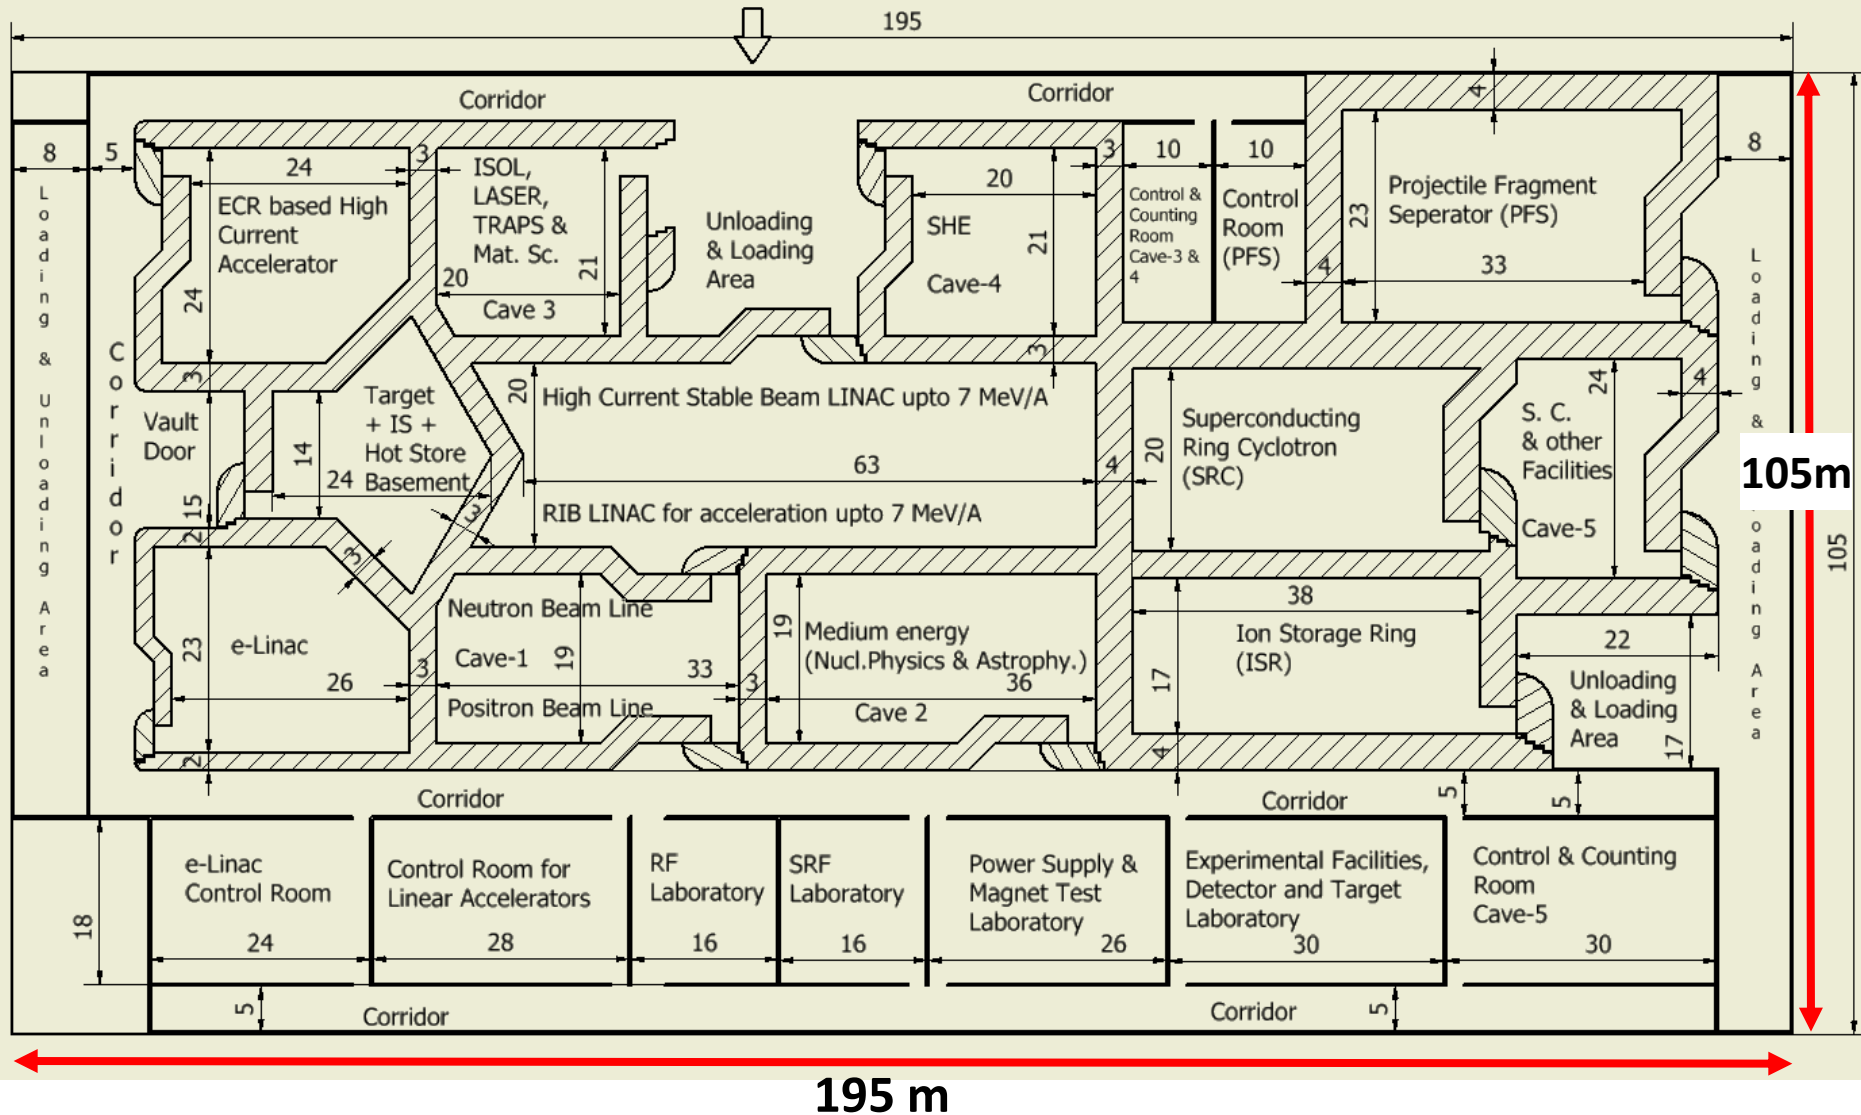 195
Corridor
Corridor
4
8
5
24
3
ISOL,
LASER,
TRAPS &
Mat. Sc.
20
21
Cave 3
ECR based High
Current
Accelerator
24
Unloading
& Loading
Area
20
SHE
21
Cave-4
3
10
10
Control &
Counting
Room
Cave-3 &
4
Control
Room
(PFS)
4
23
Projectile Fragment
Seperator (PFS)
33
8
Loading & Unloading Area
Corridor
3
Vault
Door
15
2
Target
+ IS +
Hot Store
Basement
14
24
3
3
20
High Current Stable Beam LINAC upto 7 MeV/A
63
RIB LINAC for acceleration upto 7 MeV/A
3
4
20
Superconducting
Ring Cyclotron
(SRC)
24
4
S. C.
& other
Facilities
Cave-5
Loading &
oading Area
105m
105
23
e-Linac
26
2
3
Neutron Beam Line
Cave-1
19
33
Positron Beam Line
3
19
Medium energy
(Nucl.Physics & Astrophy.)
36
Cave 2
38
Ion Storage Ring
(ISR)
17
4
22
Unloading
& Loading
Area
17
Corridor
Corridor
5
5
18
e-Linac
Control Room
24
Control Room for
Linear Accelerators
28
RF
Laboratory
16
SRF
Laboratory
16
Power Supply &
Magnet Test
Laboratory
26
Experimental Facilities,
Detector and Target
Laboratory
30
Control & Counting
Room
Cave-5
30
5
Corridor
Corridor
5
195 m